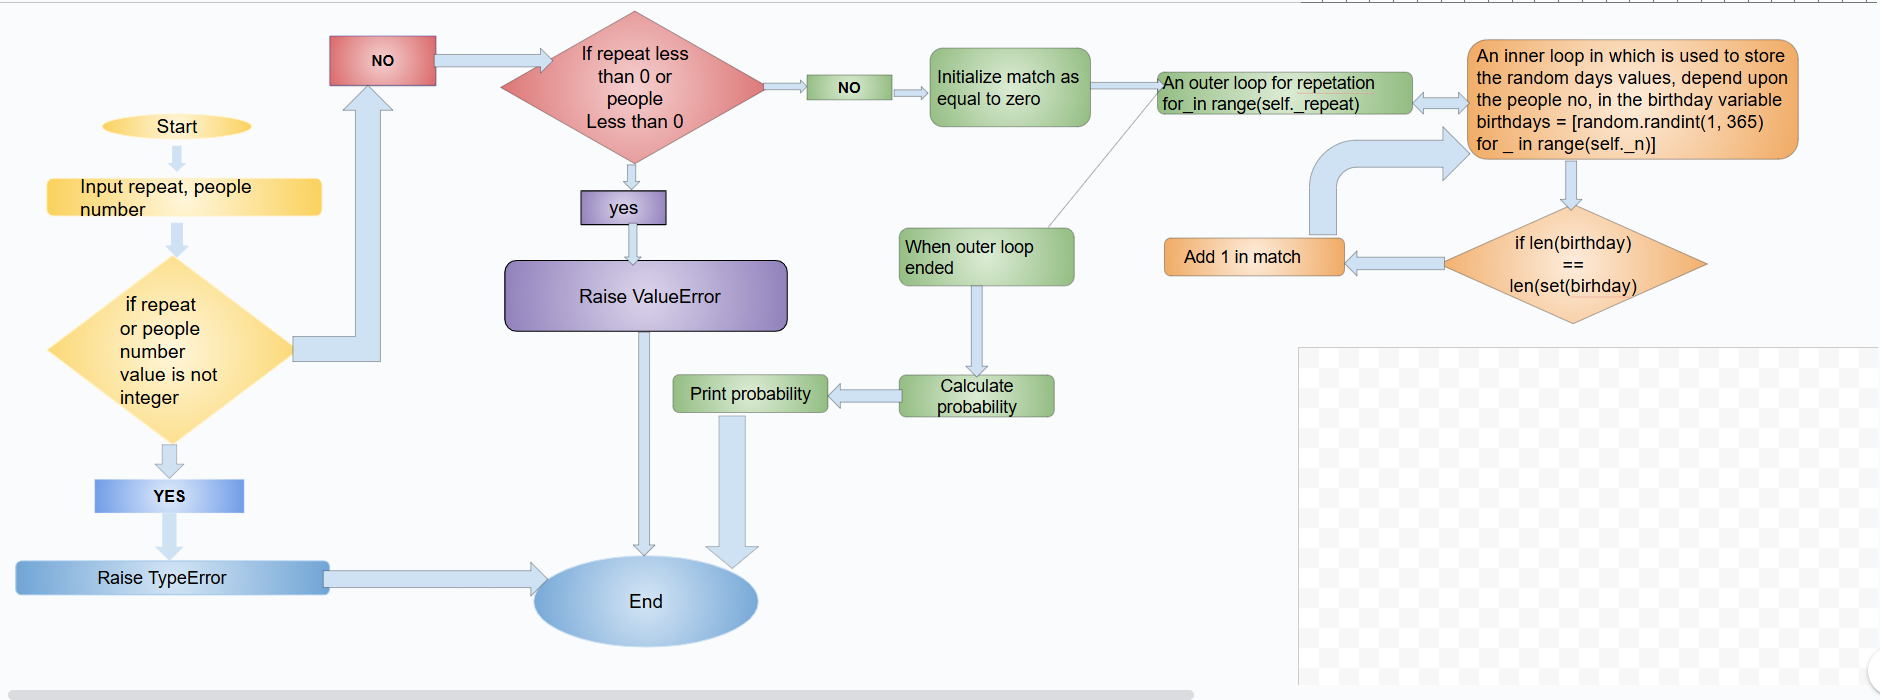 Start
Input repeat, people
number
if repeat
or people
number
value is not
integer
YES
Raise TypeError
NO
If repeat less
than 0 or
people
Less than 0
yes
Raise ValueError
End
NO
Initialize match as
equal to zero
An outer loop for repetation
for_in range(self._repeat)
An inner loop in which is used to store
the random days values, depend upon
the people no, in the birthday variable
birthdays = [random.randint(1, 365)
for _ in range(self._n)]
if len(birthday)
==
len(set(birhday)
Add 1 in match
When outer loop
ended
Calculate
probability
Print probability